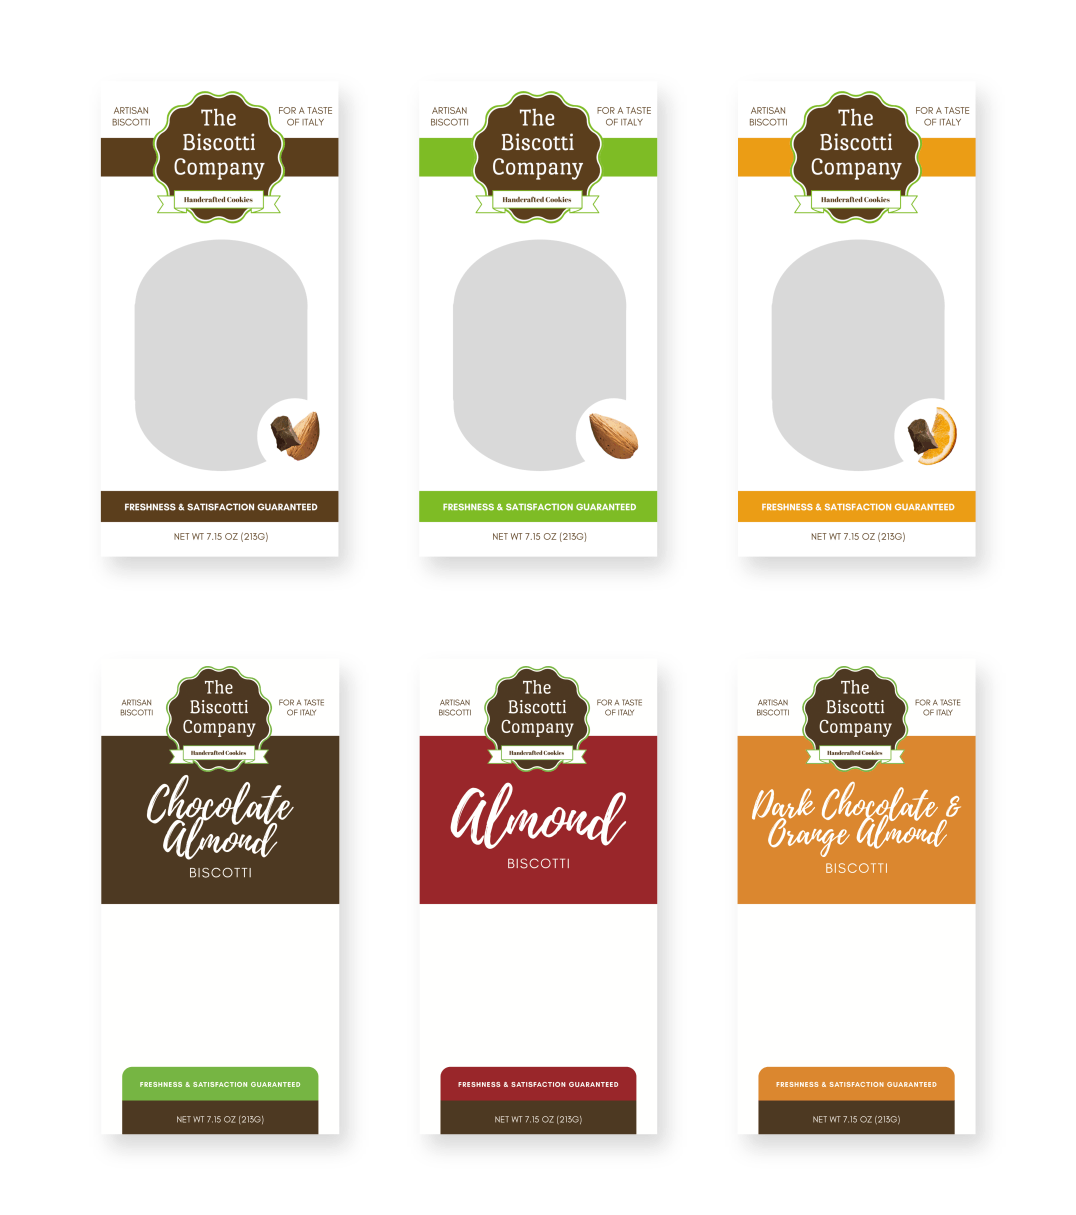 ARTISAN
BISCOTTI
The
Biscotti
Company
Handcrafted Cookies
FOR A TASTE
OF ITALY
FRESHNESS & SATISFACTION GUARANTEED
NET WT 7.15 OZ (213G)
ARTISAN
BISCOTTI
The
Biscotti
Company
Handcrafted Cookies
FOR A TASTE
OF ITALY
FRESHNESS & SATISFACTION GUARANTEED
NET WT 7.15 OZ (213G)
ARTISAN
BISCOTTI
The
Biscotti
Company
Handcrafted Cookies
FOR A TASTE
OF ITALY
FRESHNESS & SATISFACTION GUARANTEED
NET WT 7.15 OZ (213G)
ARTISAN
BISCOTTI
The
Biscotti
Company
Handcrafted Cookies
FOR A TASTE
OF ITALY
Chocolate
Almond
BISCOTTI
FRESHNESS & SATISFACTION GUARANTEED
NET WT 7.15 OZ (213G)
ARTISAN
BISCOTTI
The
Biscotti
Company
Handcrafted Cookies
FOR A TASTE
OF ITALY
Almond
BISCOTTI
FRESHNESS & SATISFACTION GUARANTEED
NET WT 7.15 OZ (213G)
ARTISAN
BISCOTTI
The
Biscotti
Company
Handcrafted Cookies
FOR A TASTE
OF ITALY
Dark Chocolate &
Orange Almond
BISCOTTI
FRESHNESS & SATISFACTION GUARANTEED
NET WT 7.15 OZ (213G)